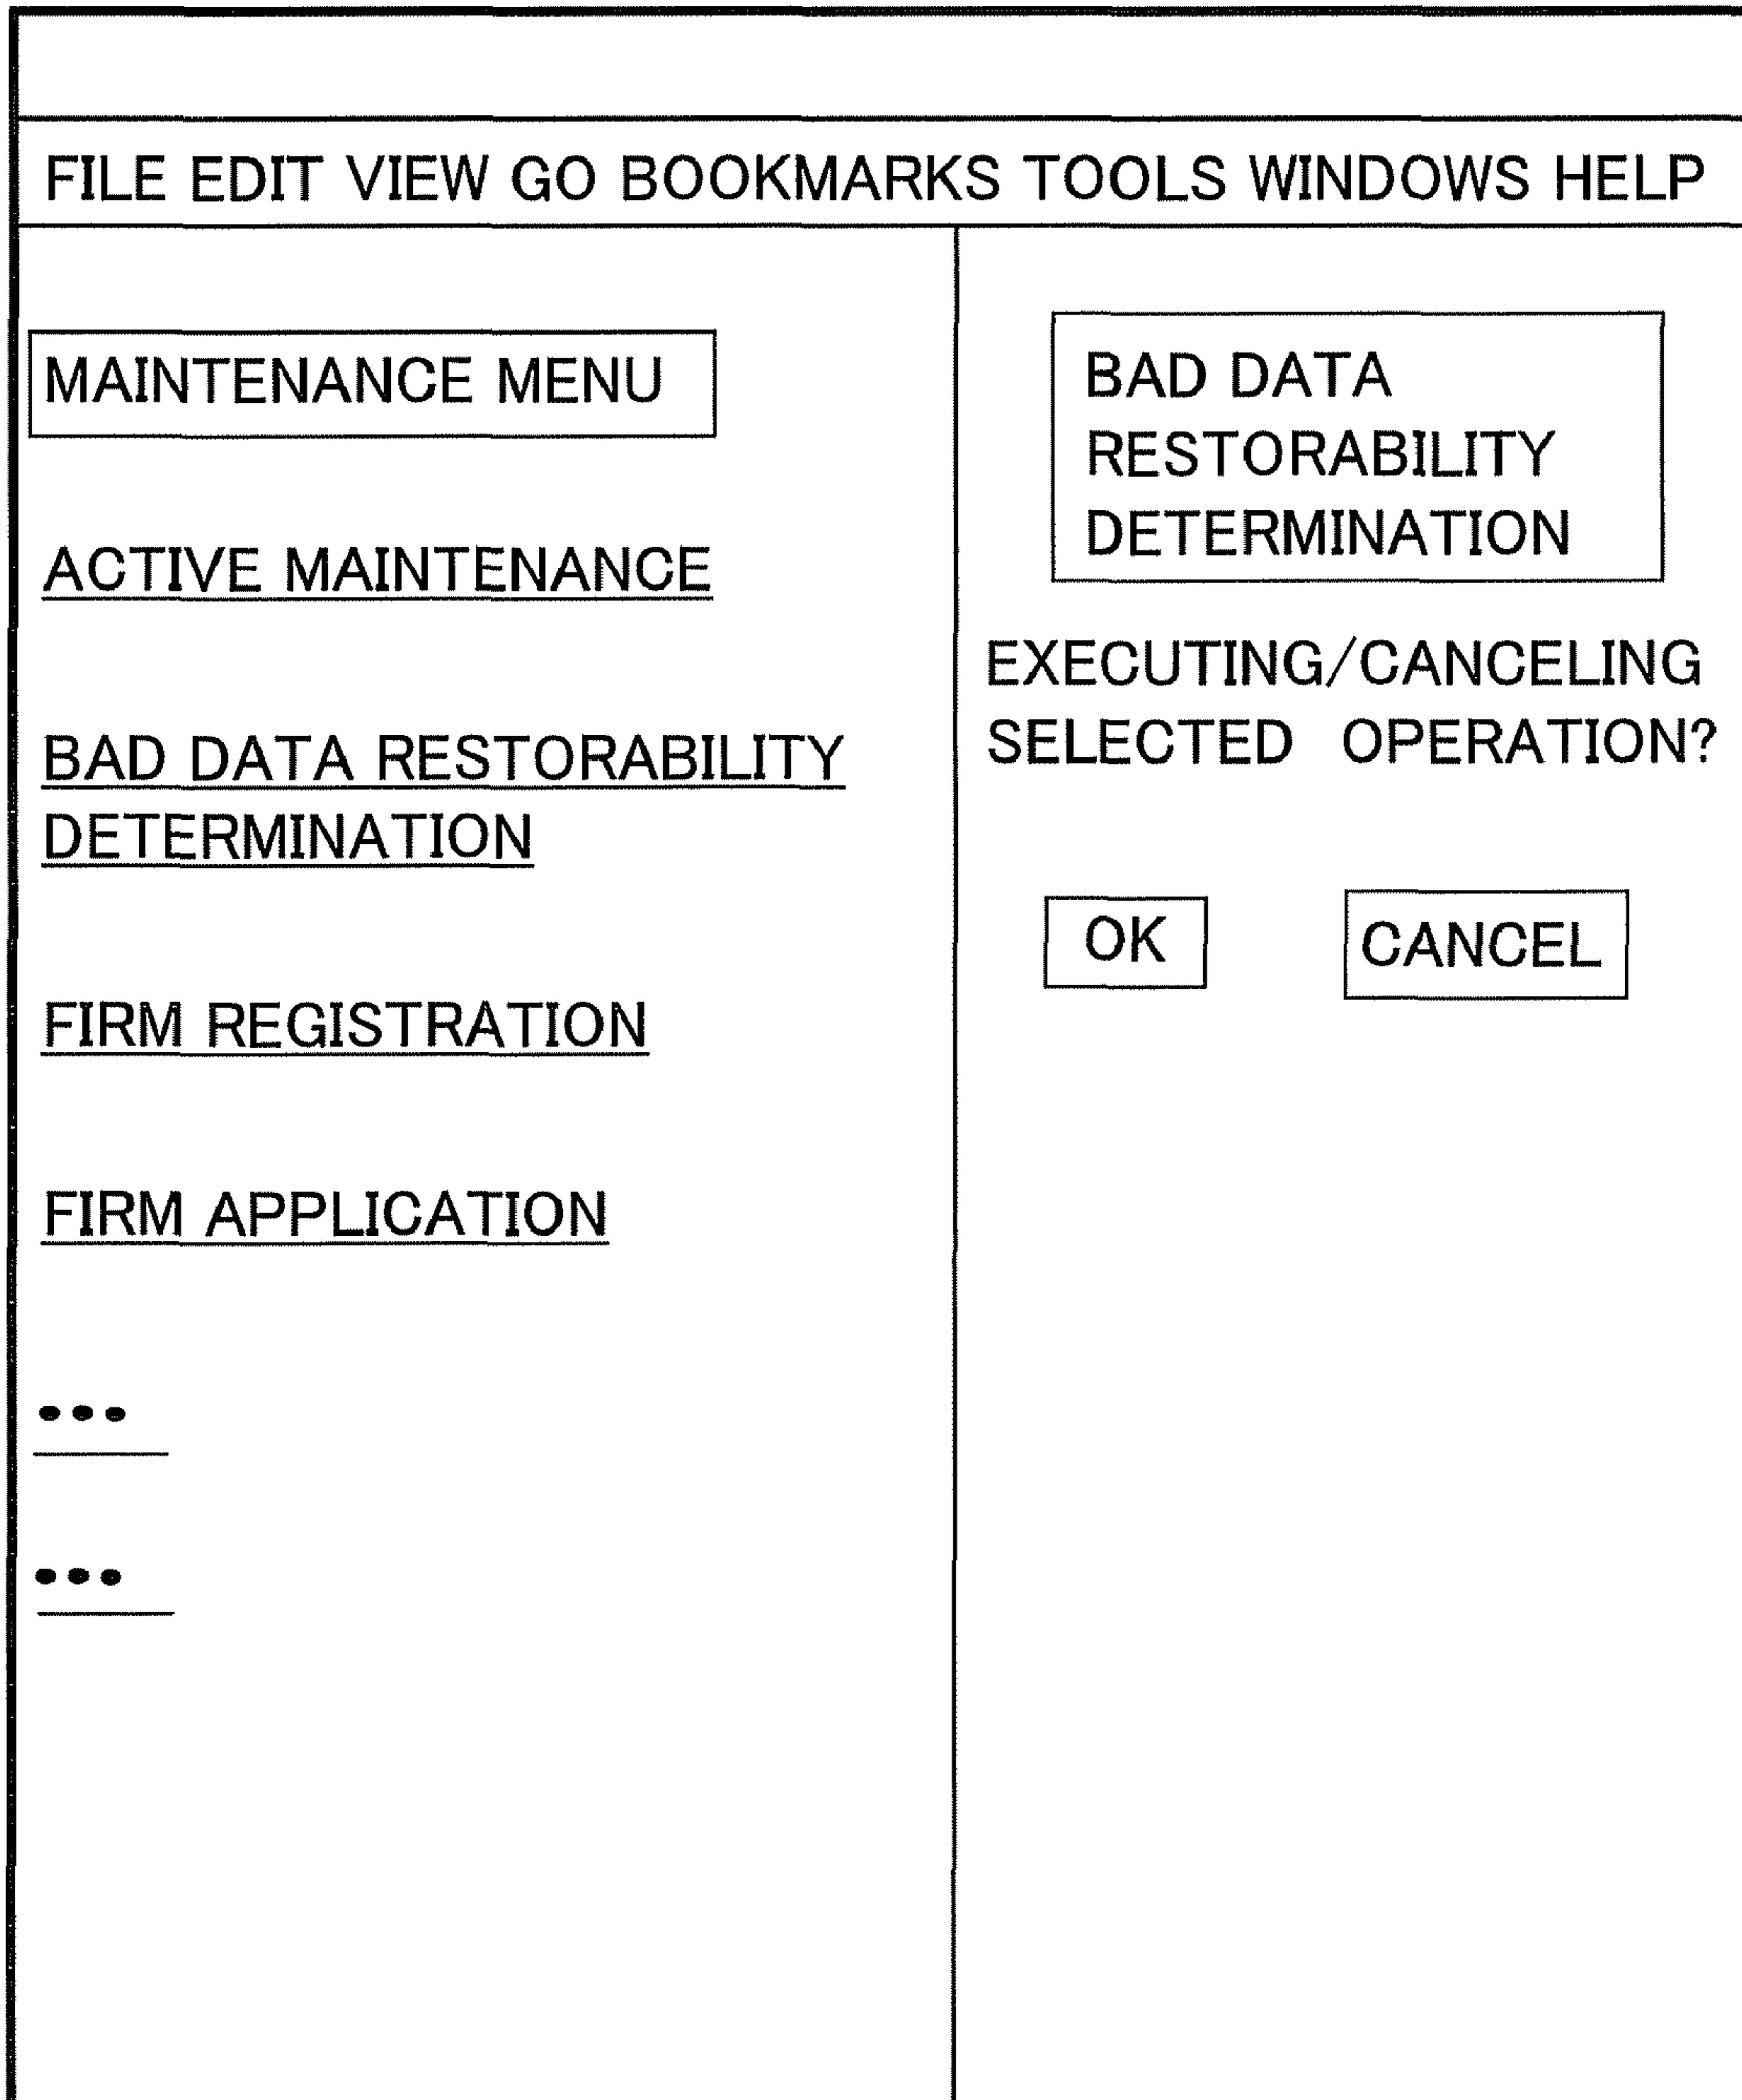 FILE EDIT VIEW GO BOOKMARKS TOOLS WINDOWS HELP
MAINTENANCE MENU
ACTIVE MAINTENANCE
BAD DATA RESTORABILITY
DETERMINATION
FIRM REGISTRATION
FIRM APPLICATION
•••
•••
BAD DATA
RESTORABILITY
DETERMINATION
EXECUTING/CANCELING
SELECTED OPERATION?
OK CANCEL